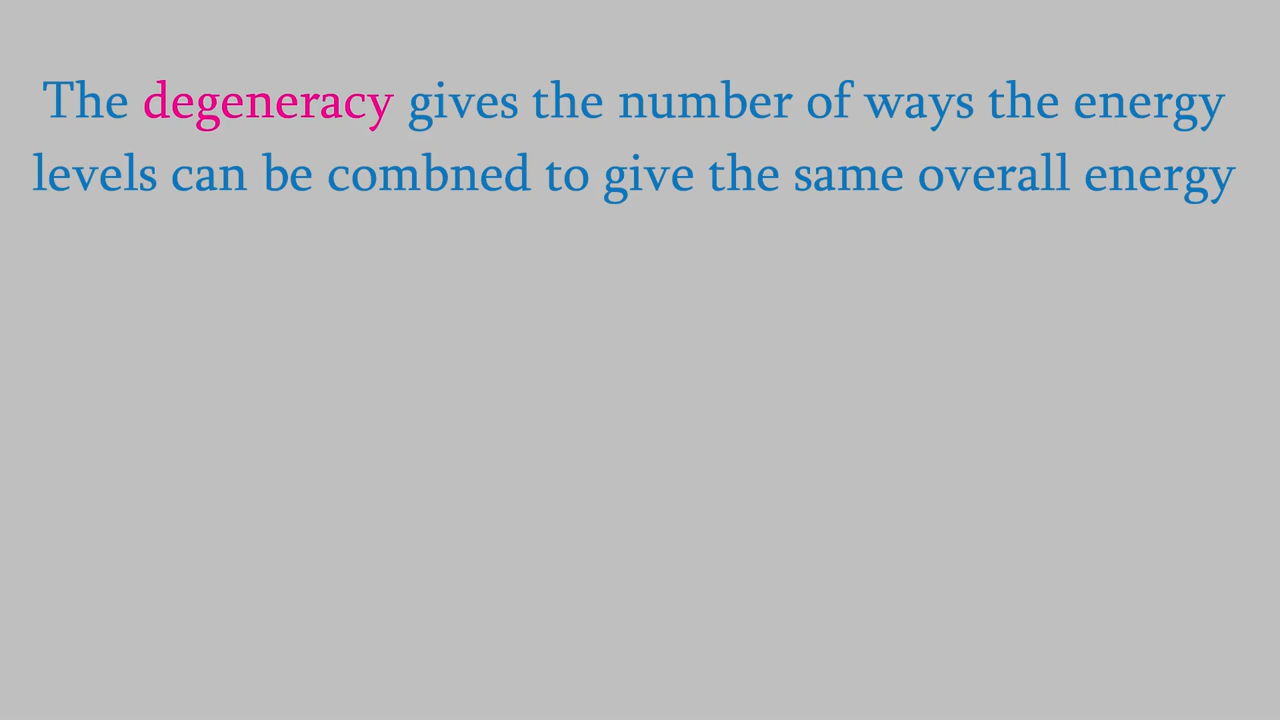 The degeneracy gives the number of ways the energy
levels can be combned to give the same overall energy